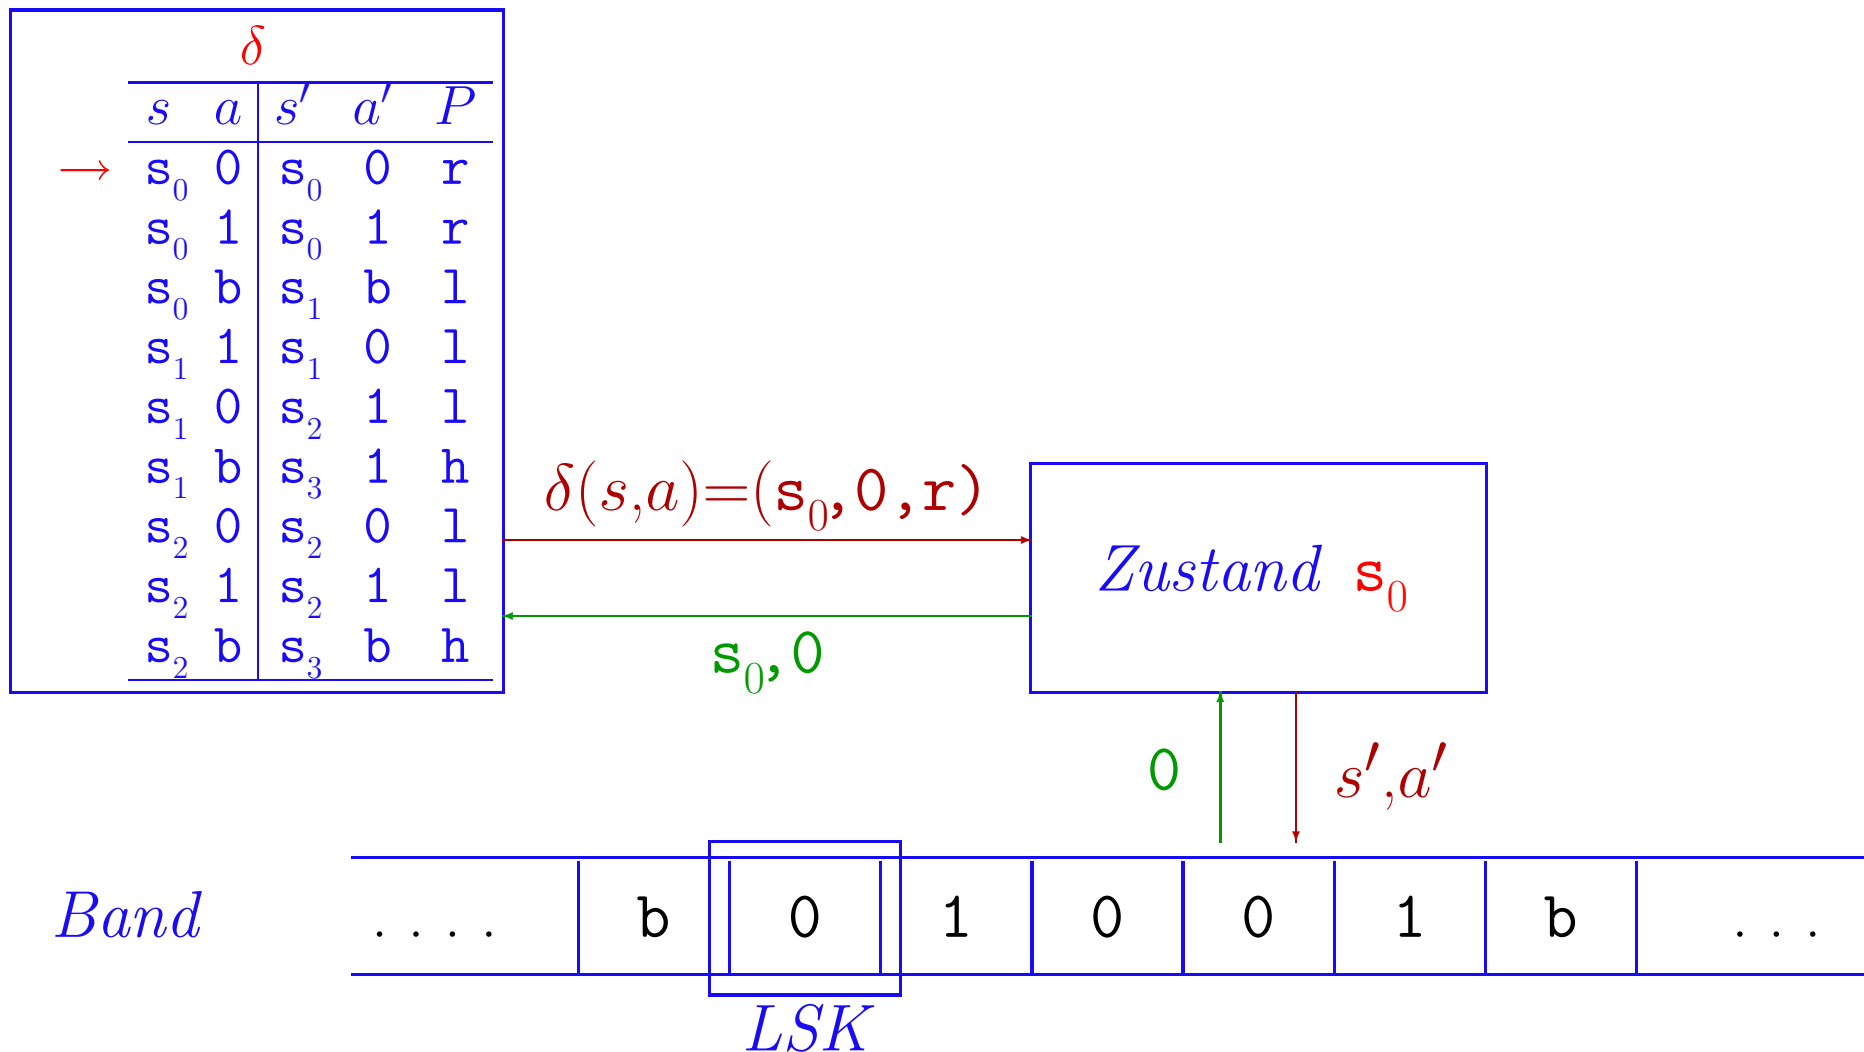 δ
s a s′ a′ P
→ s₀ 0 s₀ 0 r
s₀ 1 s₀ 1 r
s₀ b s₁ b l
s₁ 1 s₁ 0 l
s₁ 0 s₂ 1 l
s₁ b s₃ 1 h
s₂ 0 s₂ 0 l
s₂ 1 s₂ 1 l
s₂ b s₃ b h
δ(s,a)=(s₀,0,r)
s₀,0
Zustand s₀
0
s′,a′
Band
. . . . b 0 1 0 0 1 b . . .
LSK